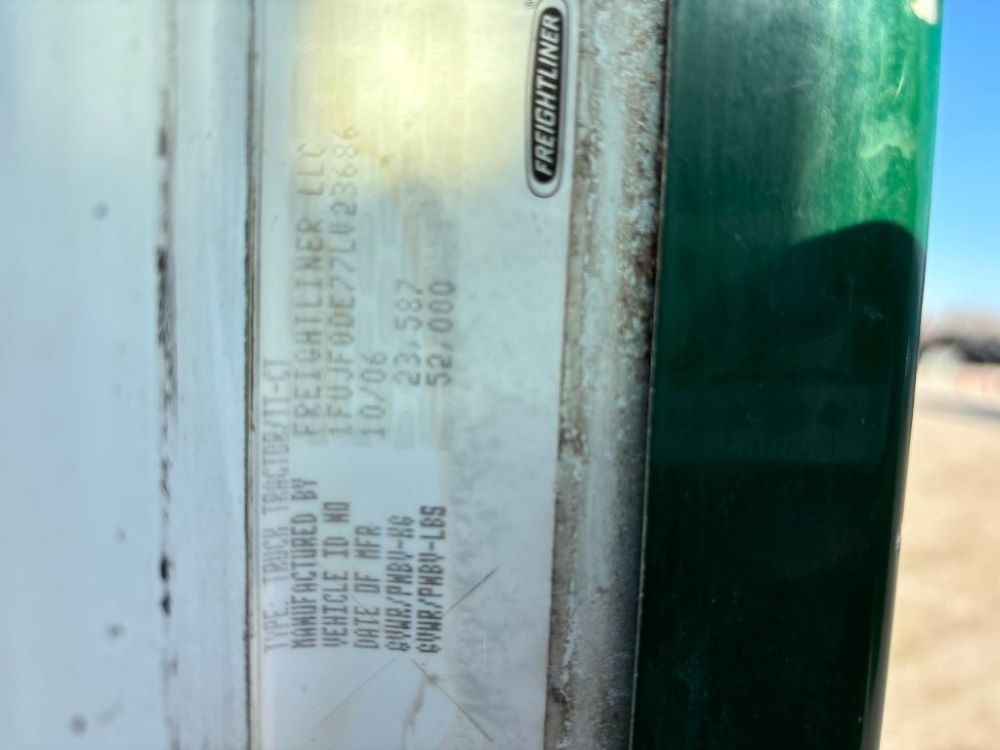 FREIGHTLINER
TYPE: TRUCK TRACTOR/TT-CT
MANUFACTURED BY FREIGHTLINER LLC
VEHICLE ID NO 1FUJF0DE77LV23686
DATE OF MFR 10/06
GVWR/PNBV-KG 23,587
GVWR/PNBV-LBS 52,000